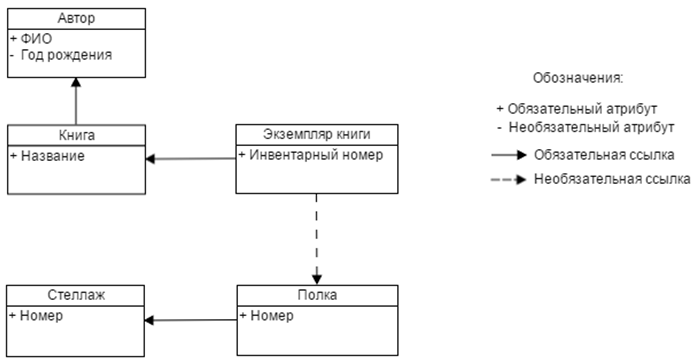 Автор
+ ФИО
- Год рождения
Книга
+ Название
Экземпляр книги
+ Инвентарный номер
Стеллаж
+ Номер
Полка
+ Номер
Обозначения:
+ Обязательный атрибут
- Необязательный атрибут
Обязательная ссылка
Необязательная ссылка